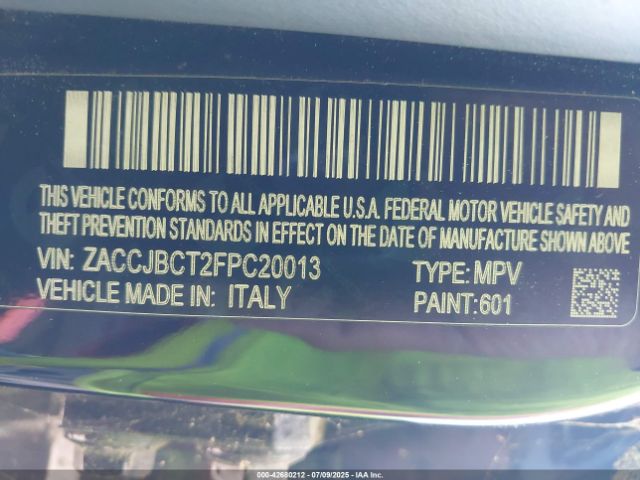 THIS VEHICLE CONFORMS TO ALL APPLICABLE U.S.A. FEDERAL MOTOR VEHICLE SAFETY AND
THEFT PREVENTION STANDARDS IN EFFECT ON THE DATE OF MANUFACTURE SHOWN ABOVE
VIN: ZACCJBCT2FPC20013 TYPE:MPV
VEHICLE MADE IN: ITALY PAINT:601
000-42680212 - 07/09/2025 - IAA Inc.